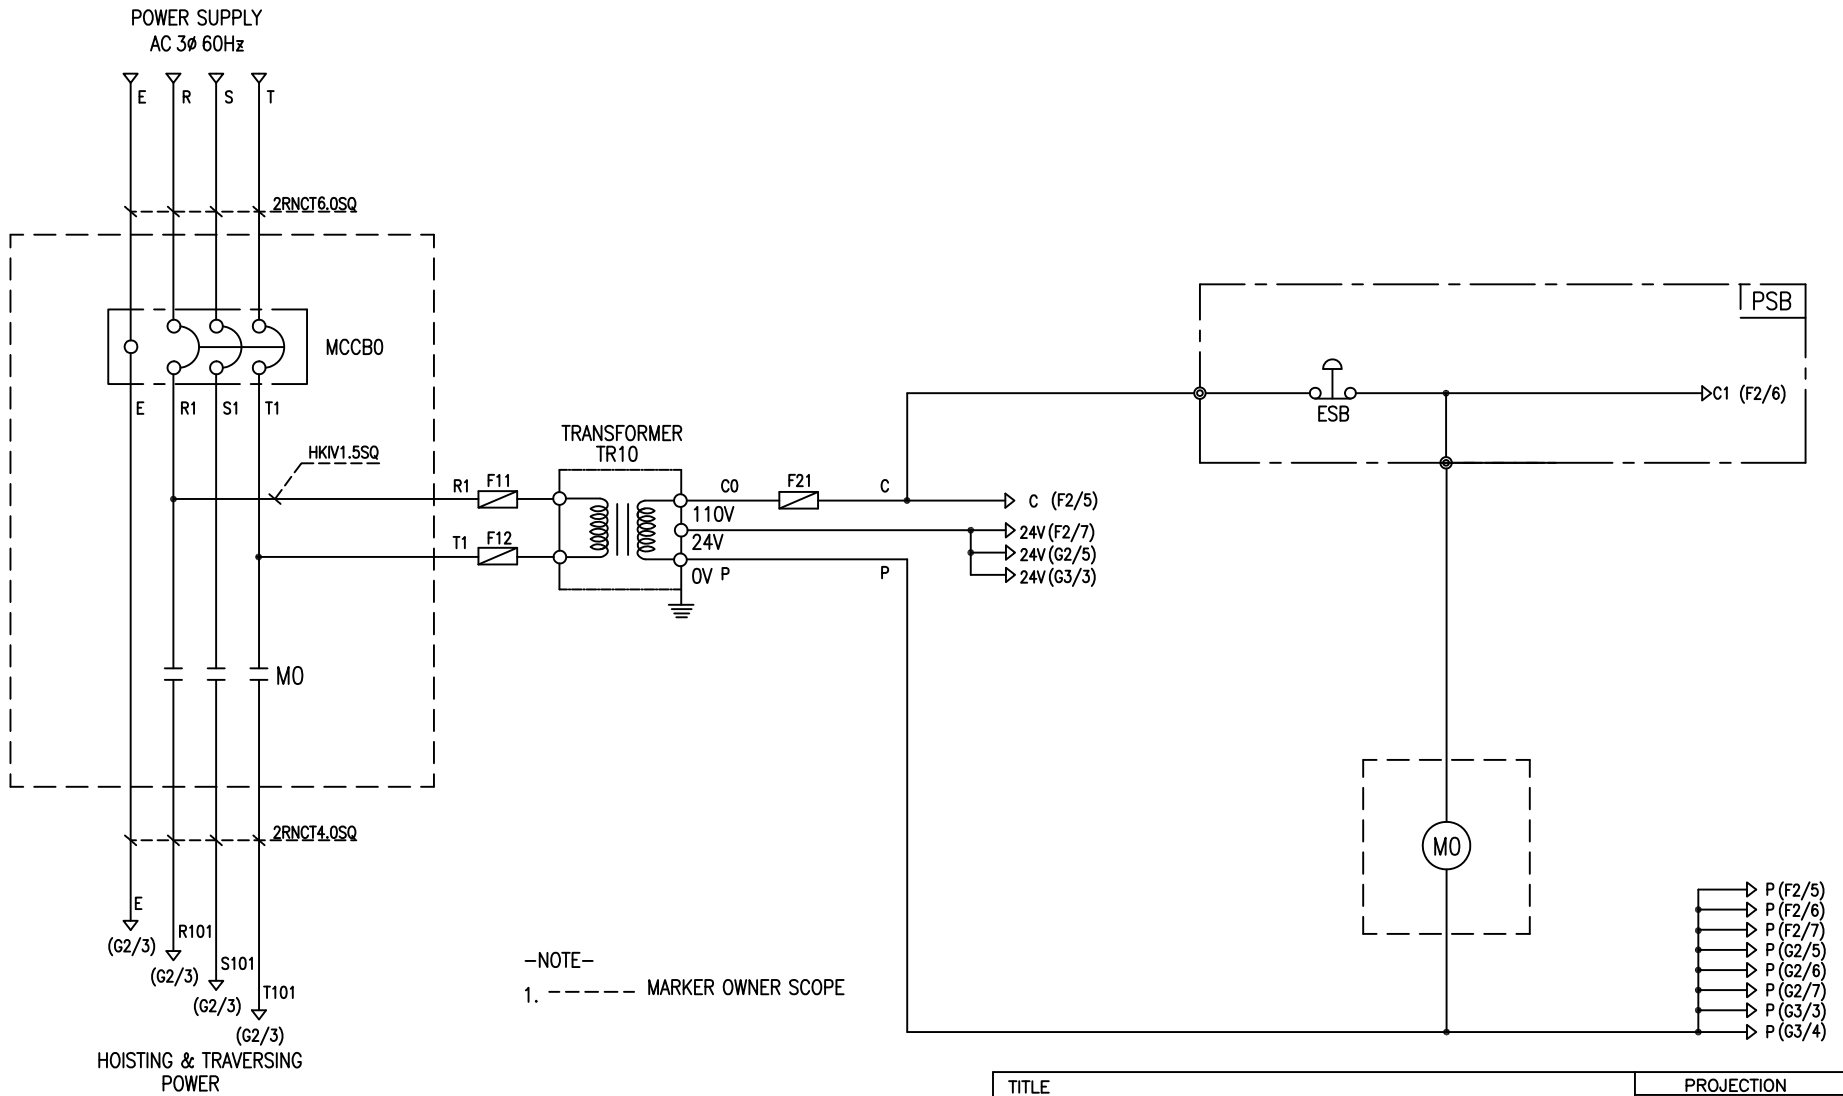 POWER SUPPLY
AC 3ø 60Hz
E R S T
2RNCT6.0SQ
MCCB0
E R1 S1 T1
HKIV1.5SQ
TRANSFORMER
TR10
R1 F11
T1 F12
C0 F21 C
110V
24V
0V P P
C (F2/5)
24V (F2/7)
24V (G2/5)
24V (G3/3)
PSB
ESB
C1 (F2/6)
M0
2RNCT4.0SQ
E
(G2/3)
R101
(G2/3)
S101
(G2/3)
T101
(G2/3)
HOISTING & TRAVERSING
POWER
M0
P (F2/5)
P (F2/6)
P (F2/7)
P (G2/5)
P (G2/6)
P (G2/7)
P (G3/3)
P (G3/4)
-NOTE-
1. ------ MARKER OWNER SCOPE
TITLE
PROJECTION